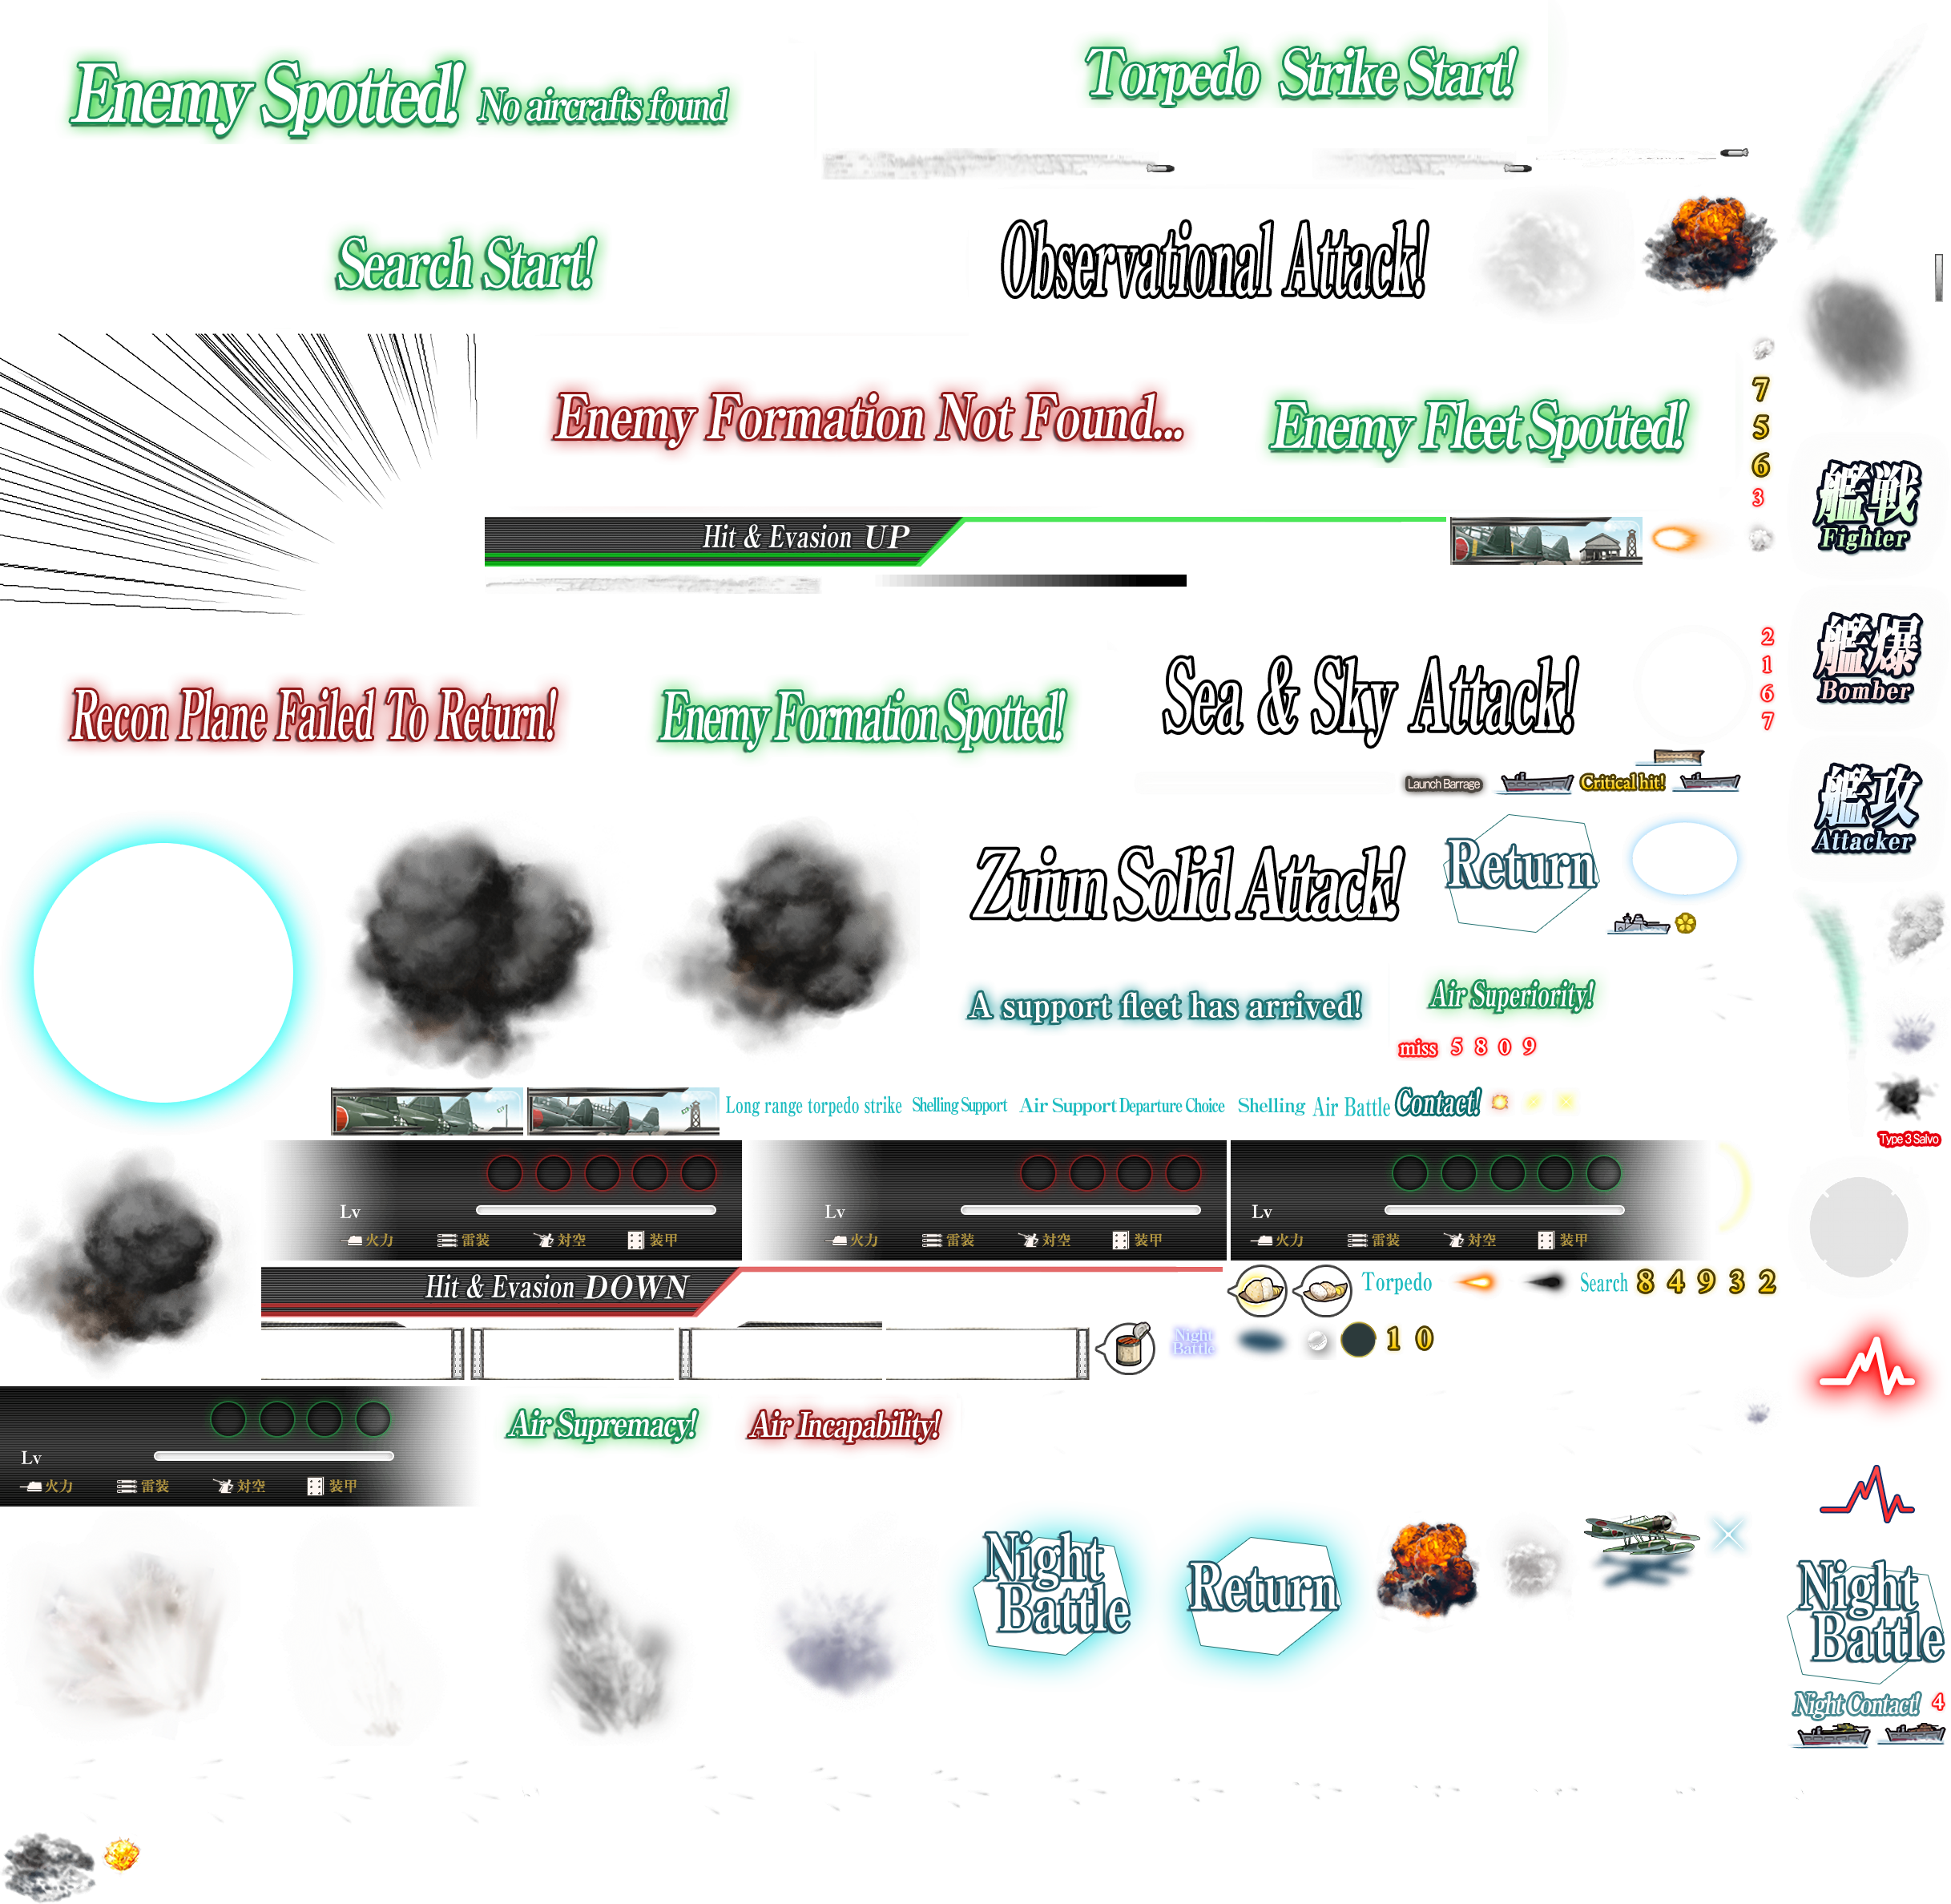 Enemy Spotted! No aircrafts found
Torpedo Strike Start!
Search Start!
Observational Attack!
Enemy Formation Not Found...
Enemy Fleet Spotted!
7
5
6
3
艦戦
Fighter
Hit & Evasion UP
艦爆
Bomber
2
1
6
7
Recon Plane Failed To Return!
Enemy Formation Spotted!
Sea & Sky Attack!
Launch Barrage
Critical hit!
艦攻
Attacker
Zuiun Solid Attack!
Return
A support fleet has arrived!
Air Superiority!
miss 5 8 0 9
Long range torpedo strike Shelling Support Air Support Departure Choice Shelling Air Battle Contact!
Type 3 Salvo
Lv
火力 雷装 対空 装甲
Lv
火力 雷装 対空 装甲
Lv
火力 雷装 対空 装甲
Hit & Evasion DOWN
Torpedo
Search 8 4 9 3 2
Night
Battle
1 0
Lv
火力 雷装 対空 装甲
Air Supremacy!
Air Incapability!
Night
Battle
Return
Night
Battle
Night Contact! 4